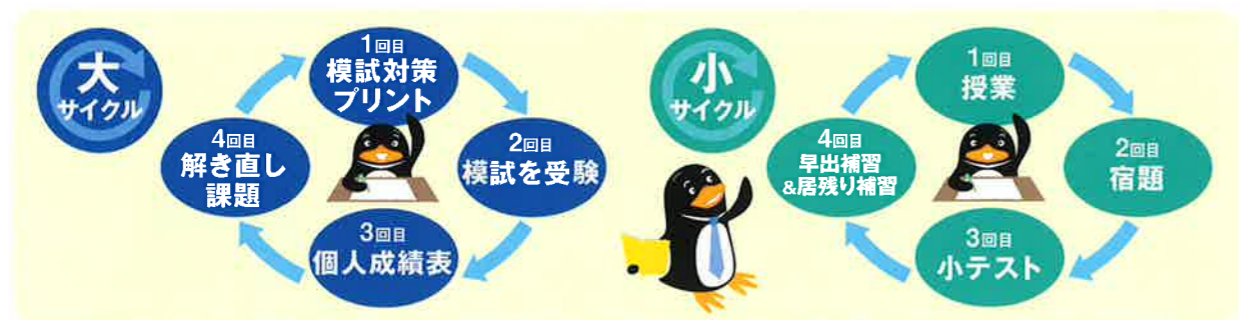 大
サイクル
1回目
模試対策
プリント
2回目
模試を受験
3回目
個人成績表
4回目
解き直し
課題
小
サイクル
1回目
授業
2回目
宿題
3回目
小テスト
4回目
早出補習
&居残り補習